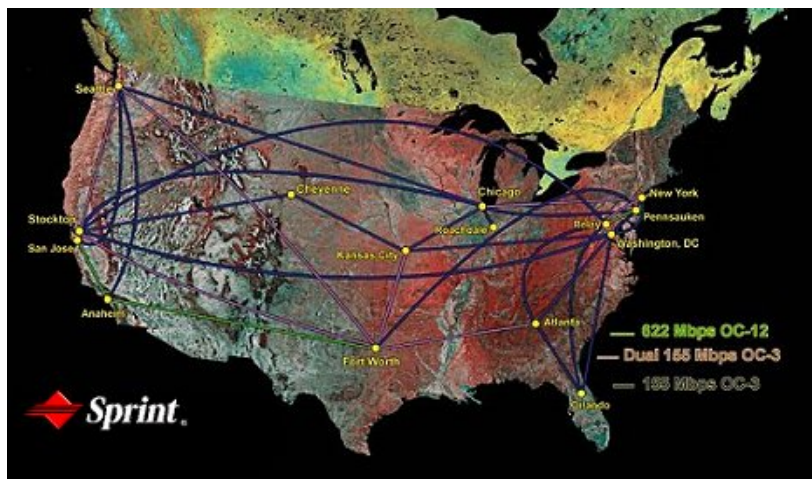 Seattle
Cheyenne
Chicago
New York
Stockton
Roachdale
Relay
Pennsauken
San Jose
Kansas City
Washington, DC
Anaheim
Atlanta
622 Mbps OC-12
Fort Worth
Dual 155 Mbps OC-3
155 Mbps OC-3
Orlando
Sprint